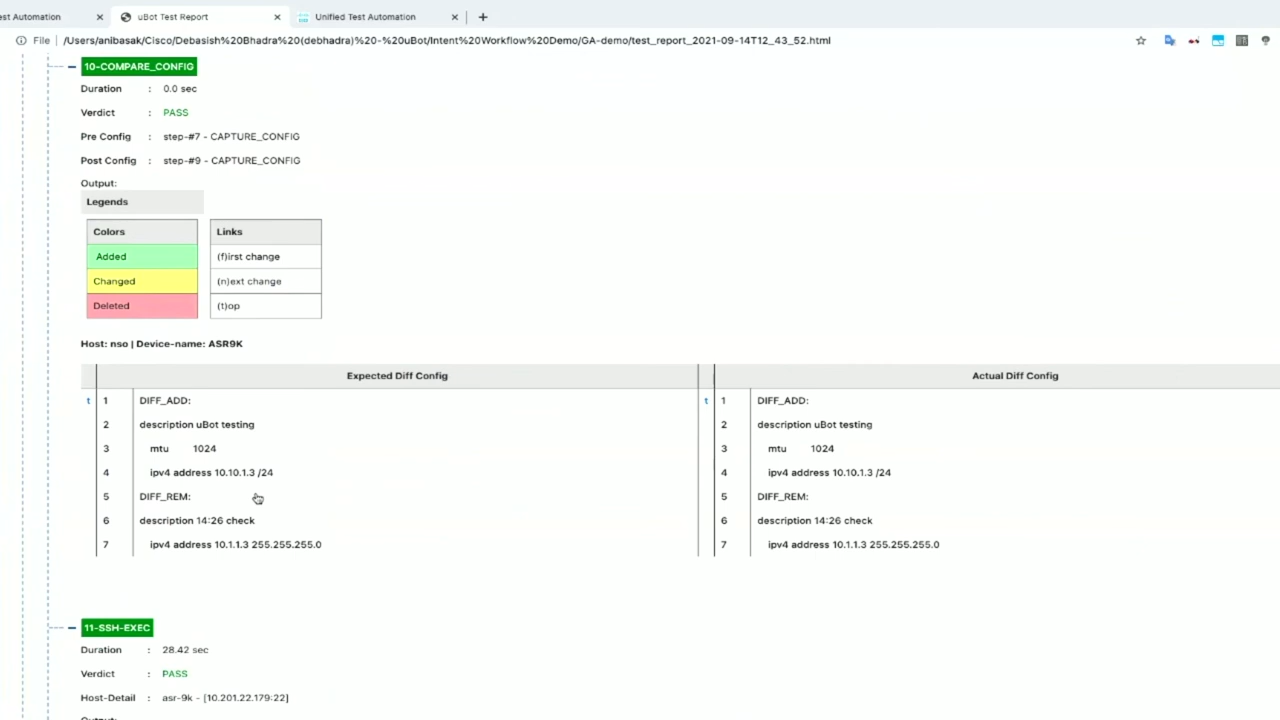 est Automation
uBot Test Report
Unified Test Automation
File /Users/anibasak/Cisco/Debasish%20Bhadra%20(debhadra)%20-%20uBot/Intent%20Workflow%20Demo/GA-demo/test_report_2021-09-14T12_43_52.html
10-COMPARE_CONFIG
Duration : 0.0 sec
Verdict : PASS
Pre Config : step-#7 - CAPTURE_CONFIG
Post Config : step-#9 - CAPTURE_CONFIG
Output:
Legends
Colors Links
Added (f)irst change
Changed (n)ext change
Deleted (t)op
Host: nso | Device-name: ASR9K
Expected Diff Config Actual Diff Config
t 1 DIFF_ADD: t 1 DIFF_ADD:
2 description uBot testing 2 description uBot testing
3 mtu 1024 3 mtu 1024
4 ipv4 address 10.10.1.3 /24 4 ipv4 address 10.10.1.3 /24
5 DIFF_REM: 5 DIFF_REM:
6 description 14:26 check 6 description 14:26 check
7 ipv4 address 10.1.1.3 255.255.255.0 7 ipv4 address 10.1.1.3 255.255.255.0
11-SSH-EXEC
Duration : 28.42 sec
Verdict : PASS
Host-Detail : asr-9k - [10.201.22.179:22]
Output: